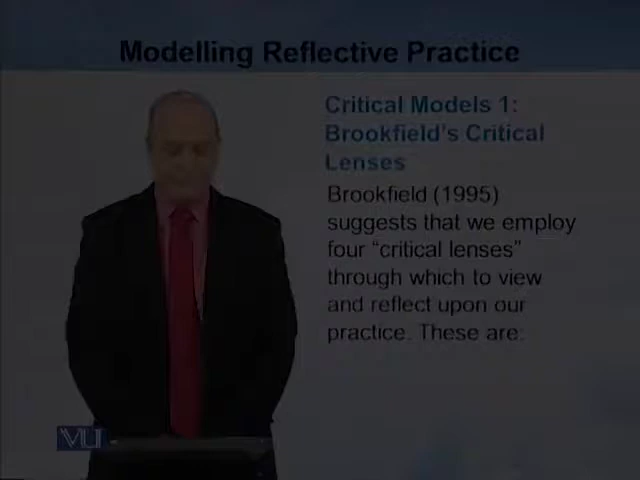 Modelling Reflective Practice
Critical Models 1:
Brookfield's Critical
Lenses
Brookfield (1995)
suggests that we employ
four “critical lenses”
through which to view
and reflect upon our
practice. These are:
VU